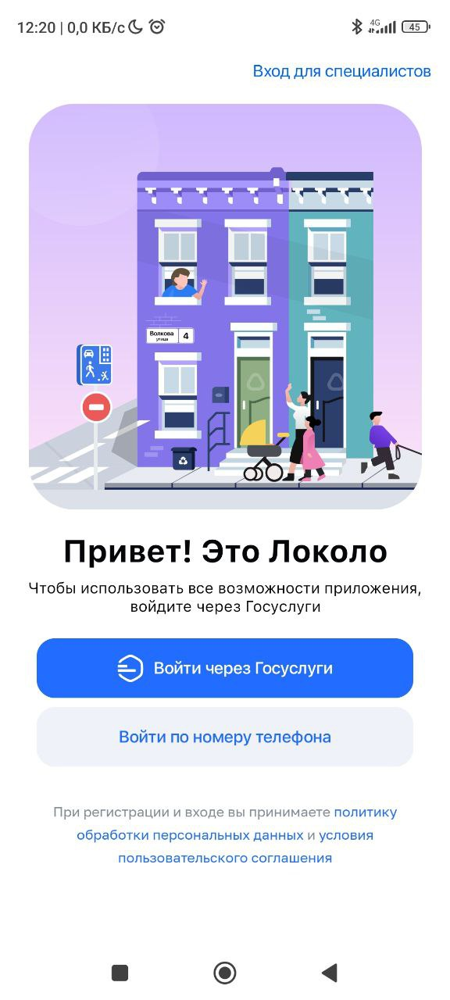 12:20 | 0,0 КБ/с
4G
45
Вход для специалистов
Волкова
улица
4
Привет! Это Локоло
Чтобы использовать все возможности приложения,
войдите через Госуслуги
Войти через Госуслуги
Войти по номеру телефона
При регистрации и входе вы принимаете политику
обработки персональных данных и условия
пользовательского соглашения